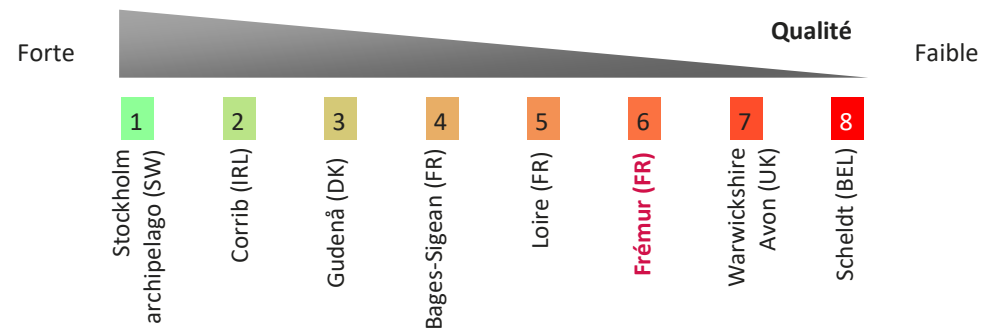 Qualité
Forte
Faible
1
2
3
4
5
6
7
8
Stockholm
archipelago (SW)
Corrib (IRL)
Gudenå (DK)
Bages-Sigean (FR)
Loire (FR)
Frémur (FR)
Warwickshire
Avon (UK)
Scheldt (BEL)